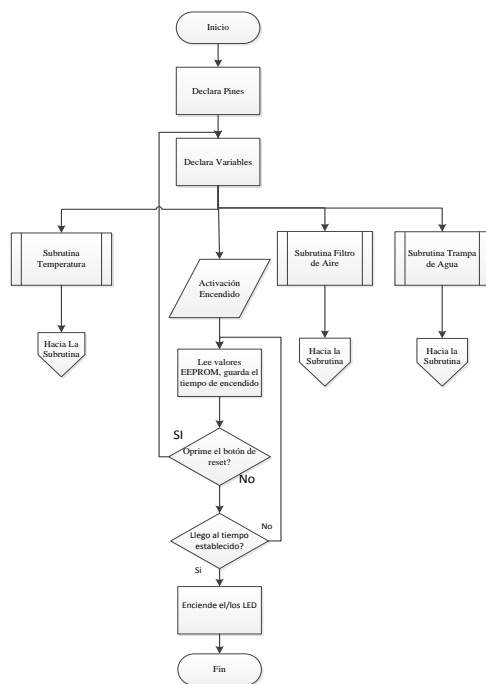 Inicio
Declara Pines
Declara Variables
Subrutina
Temperatura
Activación
Encendido
Subrutina Filtro
de Aire
Subrutina Trampa
de Agua
Hacia La
Subrutina
Lee valores
EEPROM, guarda el
tiempo de encendido
Hacia la
Subrutina
Hacia la
Subrutina
SI
Oprime el botón de
reset?
No
Llego al tiempo
establecido?
No
Si
Enciende el/los LED
Fin